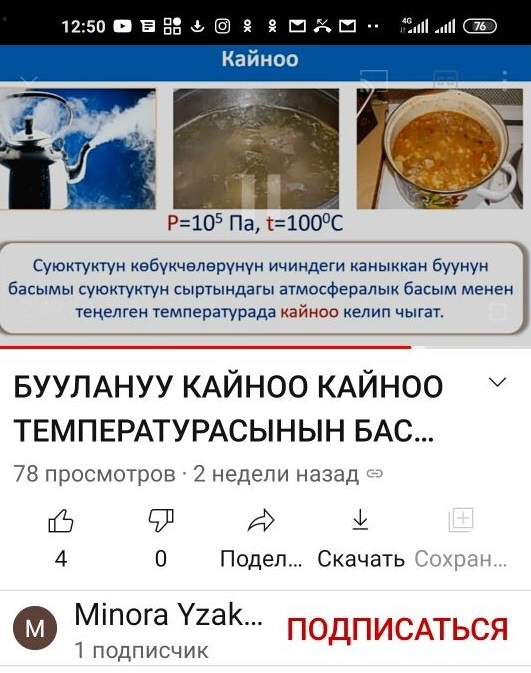 12:50
4G
76
Кайноо
P=10⁵ Па, t=100⁰C
Суюктуктун көбүкчөлөрүнүн ичиндеги каныккан буунун
басымы суюктуктун сыртындагы атмосфералык басым менен
теңелген температурада кайноо келип чыгат.
БУУЛАНУУ КАЙНОО КАЙНОО
ТЕМПЕРАТУРАСЫНЫН БАС...
78 просмотров · 2 недели назад
4 0 Подел... Скачать Сохран...
M Minora Yzak... ПОДПИСАТЬСЯ
1 подписчик